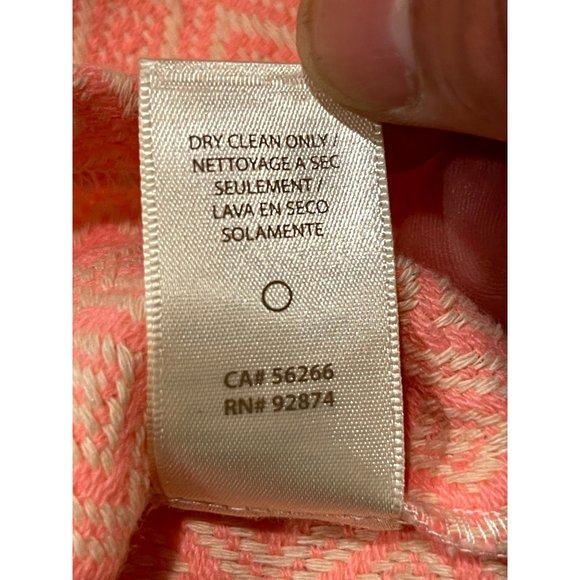 DRY CLEAN ONLY /
NETTOYAGE A SEC
SEULEMENT /
LAVA EN SECO
SOLAMENTE
CA# 56266
RN# 92874